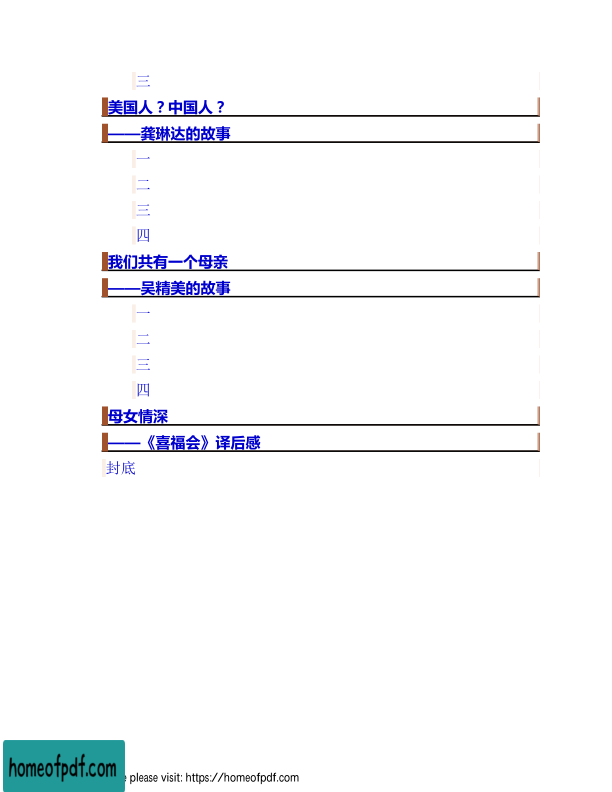 三
美国人？中国人？
——龚琳达的故事
一
二
三
四
我们共有一个母亲
——吴精美的故事
一
二
三
四
母女情深
——《喜福会》译后感
封底
homeofpdf.com
e please visit: https://homeofpdf.com